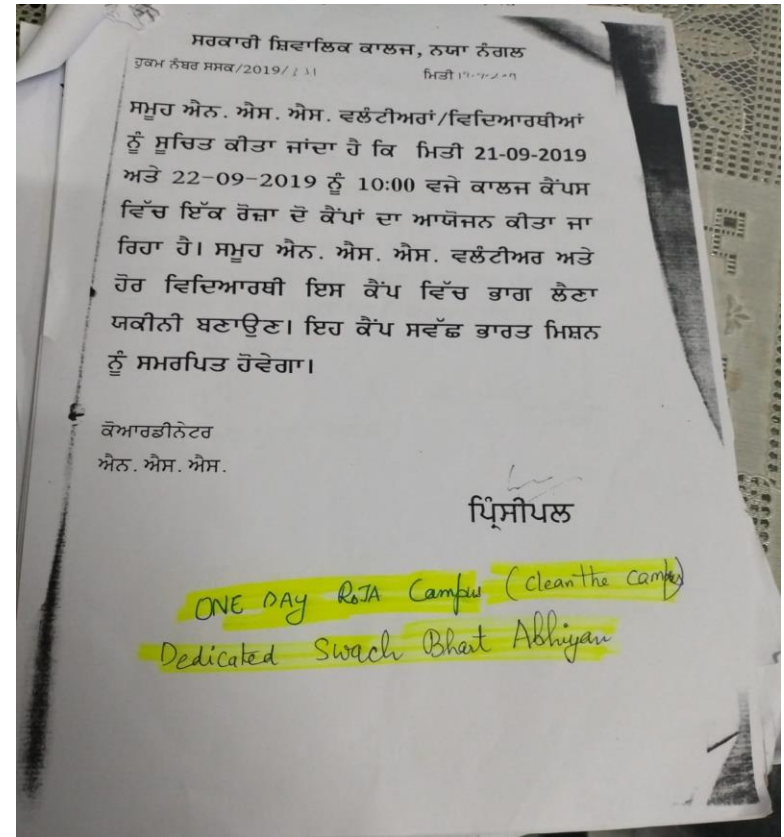 ਸਰਕਾਰੀ ਸ਼ਿਵਾਲਿਕ ਕਾਲਜ, ਨਯਾ ਨੰਗਲ
ਹੁਕਮ ਨੰਬਰ ਸਸਕ/2019/ ਮਿਤੀ
ਸਮੂਹ ਐਨ. ਐਸ. ਐਸ. ਵਲੰਟੀਅਰਾਂ/ਵਿਦਿਆਰਥੀਆਂ
ਨੂੰ ਸੂਚਿਤ ਕੀਤਾ ਜਾਂਦਾ ਹੈ ਕਿ ਮਿਤੀ 21-09-2019
ਅਤੇ 22-09-2019 ਨੂੰ 10:00 ਵਜੇ ਕਾਲਜ ਕੈਂਪਸ
ਵਿੱਚ ਇੱਕ ਰੋਜ਼ਾ ਦੋ ਕੈਂਪਾਂ ਦਾ ਆਯੋਜਨ ਕੀਤਾ ਜਾ
ਰਿਹਾ ਹੈ। ਸਮੂਹ ਐਨ. ਐਸ. ਐਸ. ਵਲੰਟੀਅਰ ਅਤੇ
ਹੋਰ ਵਿਦਿਆਰਥੀ ਇਸ ਕੈਂਪ ਵਿੱਚ ਭਾਗ ਲੈਣਾ
ਯਕੀਨੀ ਬਣਾਉਣ। ਇਹ ਕੈਂਪ ਸਵੱਛ ਭਾਰਤ ਮਿਸ਼ਨ
ਨੂੰ ਸਮਰਪਿਤ ਹੋਵੇਗਾ।
ਕੋਆਰਡੀਨੇਟਰ
ਐਨ. ਐਸ. ਐਸ.
ਪ੍ਰਿੰਸੀਪਲ
ONE DAY ROJA Campus (clean the campus)
Dedicated Swach Bhart Abhiyan